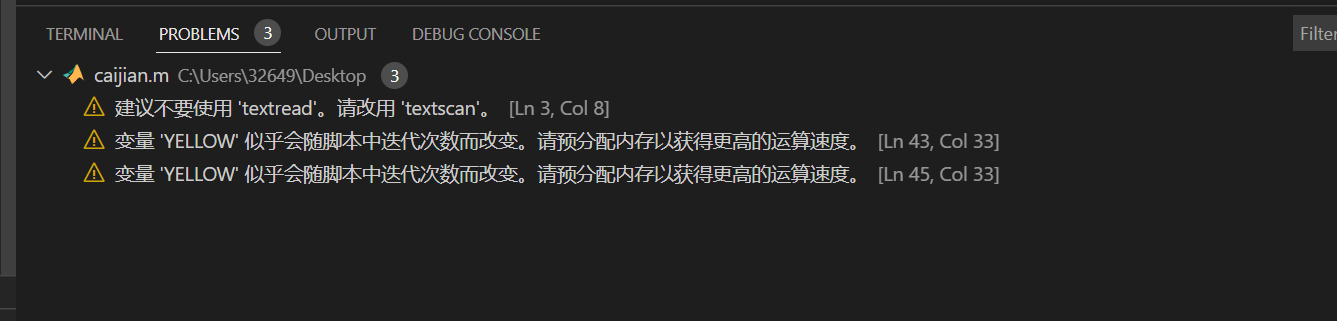 TERMINAL PROBLEMS 3 OUTPUT DEBUG CONSOLE Filter
caijian.m C:\Users\32649\Desktop 3
建议不要使用 'textread'。请改用 'textscan'。 [Ln 3, Col 8]
变量 'YELLOW' 似乎会随脚本中迭代次数而改变。请预分配内存以获得更高的运算速度。 [Ln 43, Col 33]
变量 'YELLOW' 似乎会随脚本中迭代次数而改变。请预分配内存以获得更高的运算速度。 [Ln 45, Col 33]